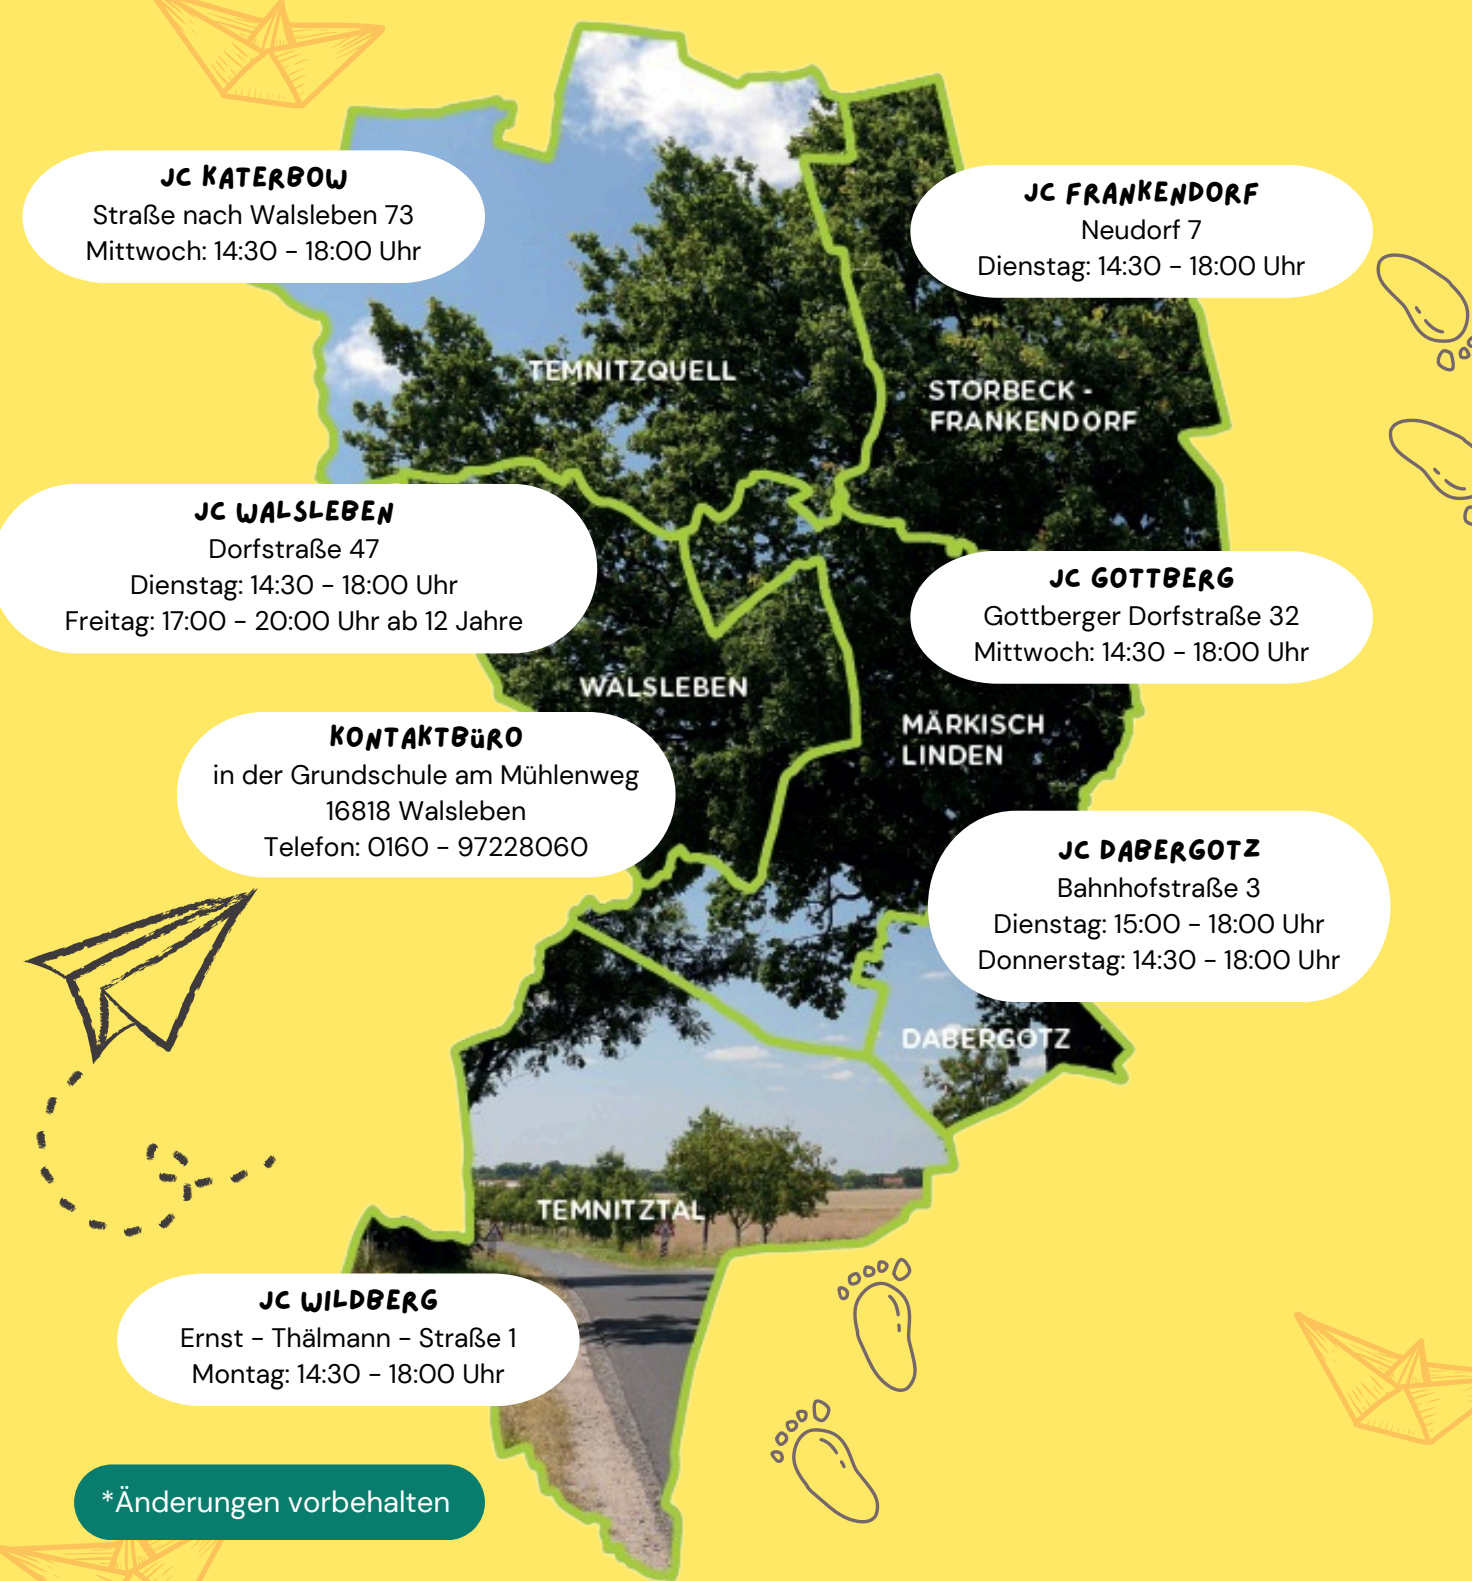 JC KATERBOW
Straße nach Walsleben 73
Mittwoch: 14:30 – 18:00 Uhr
JC FRANKENDORF
Neudorf 7
Dienstag: 14:30 – 18:00 Uhr
TEMNITZQUELL
STORBECK -
FRANKENDORF
JC WALSLEBEN
Dorfstraße 47
Dienstag: 14:30 – 18:00 Uhr
Freitag: 17:00 – 20:00 Uhr ab 12 Jahre
JC GOTTBERG
Gottberger Dorfstraße 32
Mittwoch: 14:30 – 18:00 Uhr
WALSLEBEN
MÄRKISCH
LINDEN
KONTAKTBÜRO
in der Grundschule am Mühlenweg
16818 Walsleben
Telefon: 0160 – 97228060
JC DABERGOTZ
Bahnhofstraße 3
Dienstag: 15:00 – 18:00 Uhr
Donnerstag: 14:30 – 18:00 Uhr
DABERGOTZ
TEMNITZTAL
JC WILDBERG
Ernst – Thälmann – Straße 1
Montag: 14:30 – 18:00 Uhr
*Änderungen vorbehalten